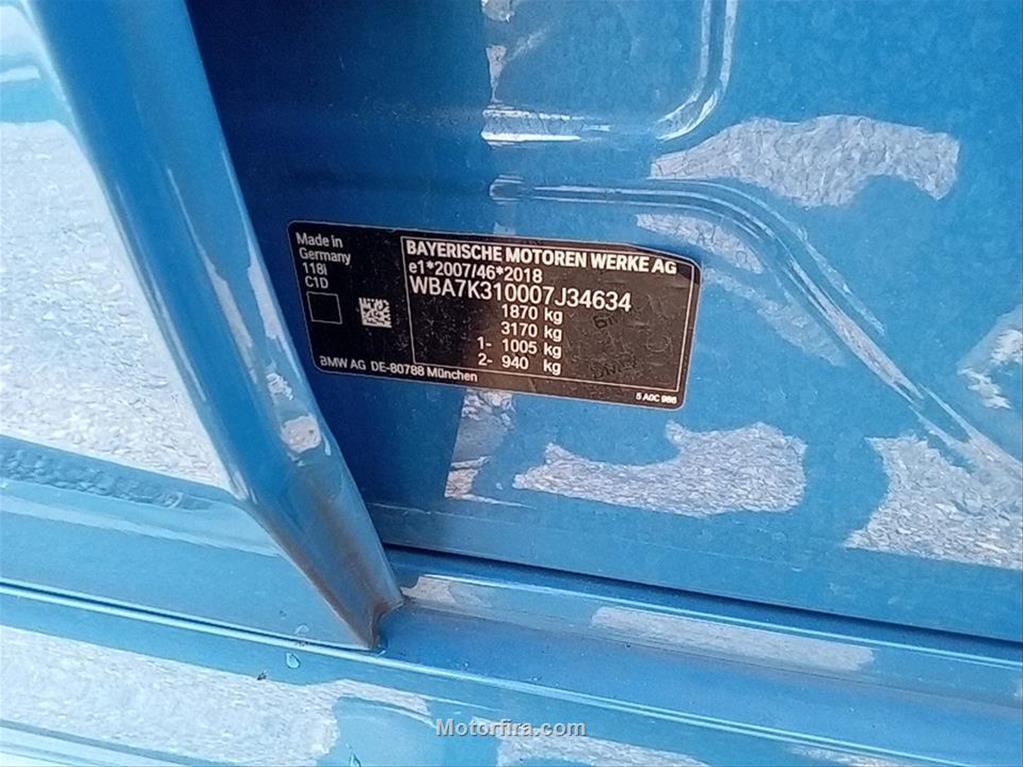 Made in
Germany
118i
C1D
BAYERISCHE MOTOREN WERKE AG
e1*2007/46*2018
WBA7K310007J34634
1870 kg
3170 kg
1- 1005 kg
2- 940 kg
BMW AG DE-80788 München
5 A0C 986
Motorfira.com